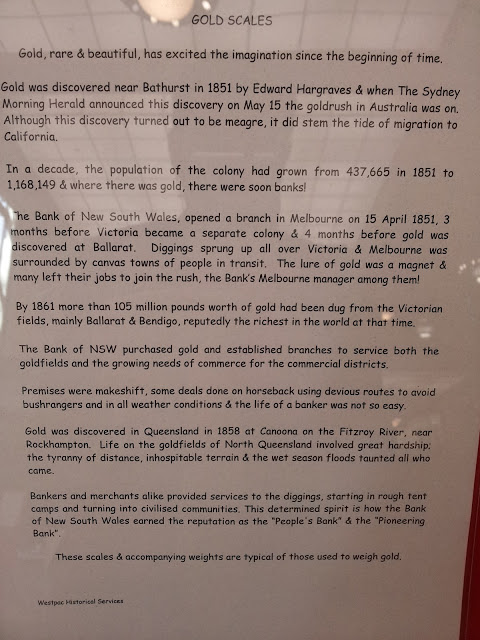 GOLD SCALES
Gold, rare & beautiful, has excited the imagination since the beginning of time.
Gold was discovered near Bathurst in 1851 by Edward Hargraves & when The Sydney
Morning Herald announced this discovery on May 15 the goldrush in Australia was on.
Although this discovery turned out to be meagre, it did stem the tide of migration to
California.
In a decade, the population of the colony had grown from 437,665 in 1851 to
1,168,149 & where there was gold, there were soon banks!
The Bank of New South Wales, opened a branch in Melbourne on 15 April 1851, 3
months before Victoria became a separate colony & 4 months before gold was
discovered at Ballarat. Diggings sprung up all over Victoria & Melbourne was
surrounded by canvas towns of people in transit. The lure of gold was a magnet &
many left their jobs to join the rush, the Bank's Melbourne manager among them!
By 1861 more than 105 million pounds worth of gold had been dug from the Victorian
fields, mainly Ballarat & Bendigo, reputedly the richest in the world at that time.
The Bank of NSW purchased gold and established branches to service both the
goldfields and the growing needs of commerce for the commercial districts.
Premises were makeshift, some deals done on horseback using devious routes to avoid
bushrangers and in all weather conditions & the life of a banker was not so easy.
Gold was discovered in Queensland in 1858 at Canoona on the Fitzroy River, near
Rockhampton. Life on the goldfields of North Queensland involved great hardship;
the tyranny of distance, inhospitable terrain & the wet season floods taunted all who
came.
Bankers and merchants alike provided services to the diggings, starting in rough tent
camps and turning into civilised communities. This determined spirit is how the Bank
of New South Wales earned the reputation as the "People's Bank" & the "Pioneering
Bank".
These scales & accompanying weights are typical of those used to weigh gold.
Westpac Historical Services